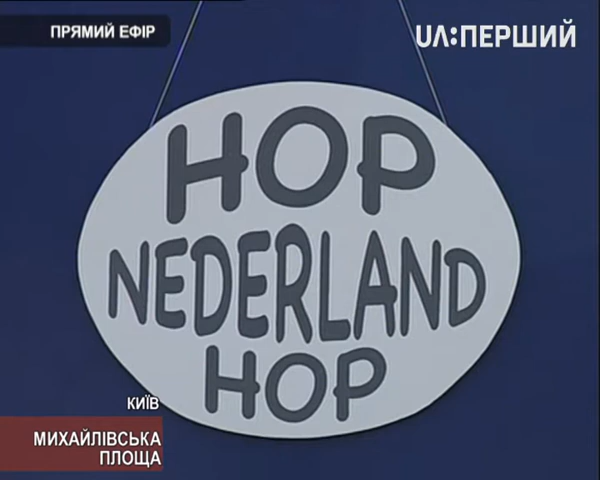 ПРЯМИЙ ЕФІР
UA:ПЕРШИЙ
HOP
NEDERLAND
HOP
КИЇВ
МИХАЙЛІВСЬКА
ПЛОЩА